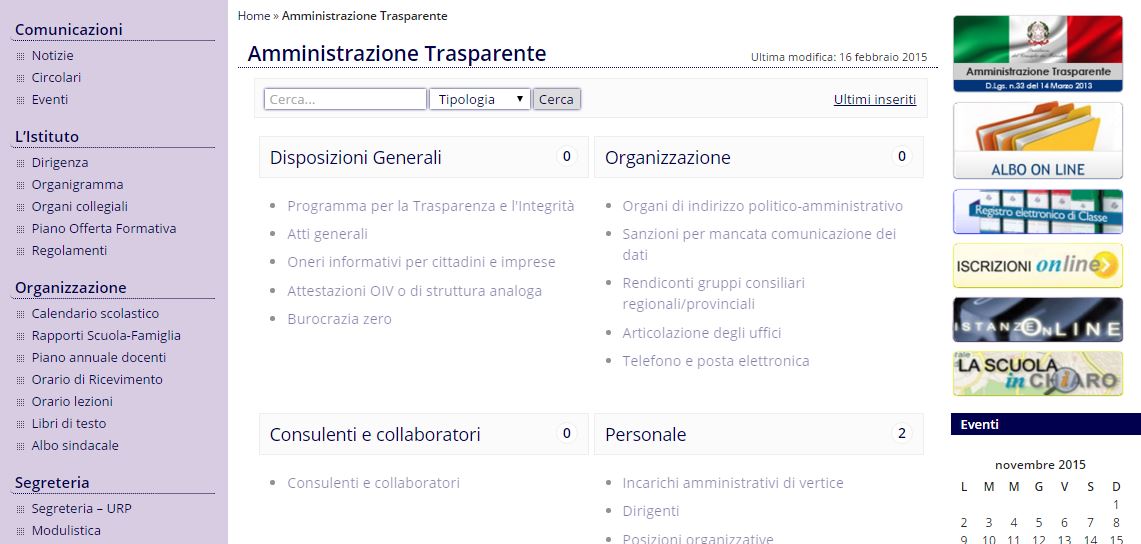 Comunicazioni
Notizie
Circolari
Eventi
L'Istituto
Dirigenza
Organigramma
Organi collegiali
Piano Offerta Formativa
Regolamenti
Organizzazione
Calendario scolastico
Rapporti Scuola-Famiglia
Piano annuale docenti
Orario di Ricevimento
Orario lezioni
Libri di testo
Albo sindacale
Segreteria
Segreteria – URP
Modulistica
Home » Amministrazione Trasparente
Amministrazione Trasparente
Ultima modifica: 16 febbraio 2015
Cerca... Tipologia Cerca
Ultimi inseriti
Disposizioni Generali 0
Programma per la Trasparenza e l'Integrità
Atti generali
Oneri informativi per cittadini e imprese
Attestazioni OIV o di struttura analoga
Burocrazia zero
Organizzazione 0
Organi di indirizzo politico-amministrativo
Sanzioni per mancata comunicazione dei
dati
Rendiconti gruppi consiliari
regionali/provinciali
Articolazione degli uffici
Telefono e posta elettronica
Consulenti e collaboratori 0
Consulenti e collaboratori
Personale 2
Incarichi amministrativi di vertice
Dirigenti
Posizioni organizzative
Amministrazione Trasparente
D.Lgs. n.33 del 14 Marzo 2013
ALBO ON LINE
Registro elettronico di Classe
ISCRIZIONI online
ISTANZE ON LINE
LA SCUOLA
in CHIARO
Eventi
novembre 2015
L M M G V S D
1
2 3 4 5 6 7 8
9 10 11 12 13 14 15